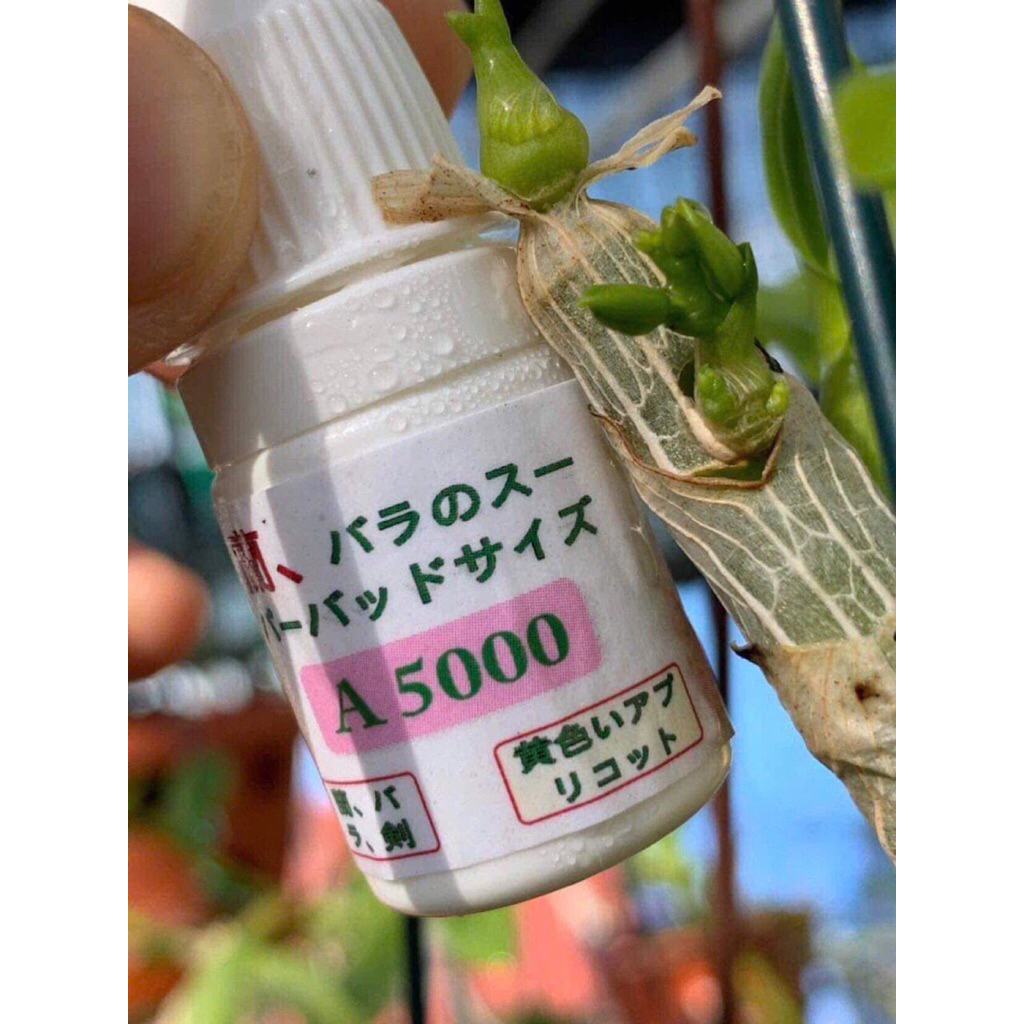 蘭、バラのスー
パーバッドサイズ
A 5000
黄色いアプ
リコット
蘭、バ
ラ、剣